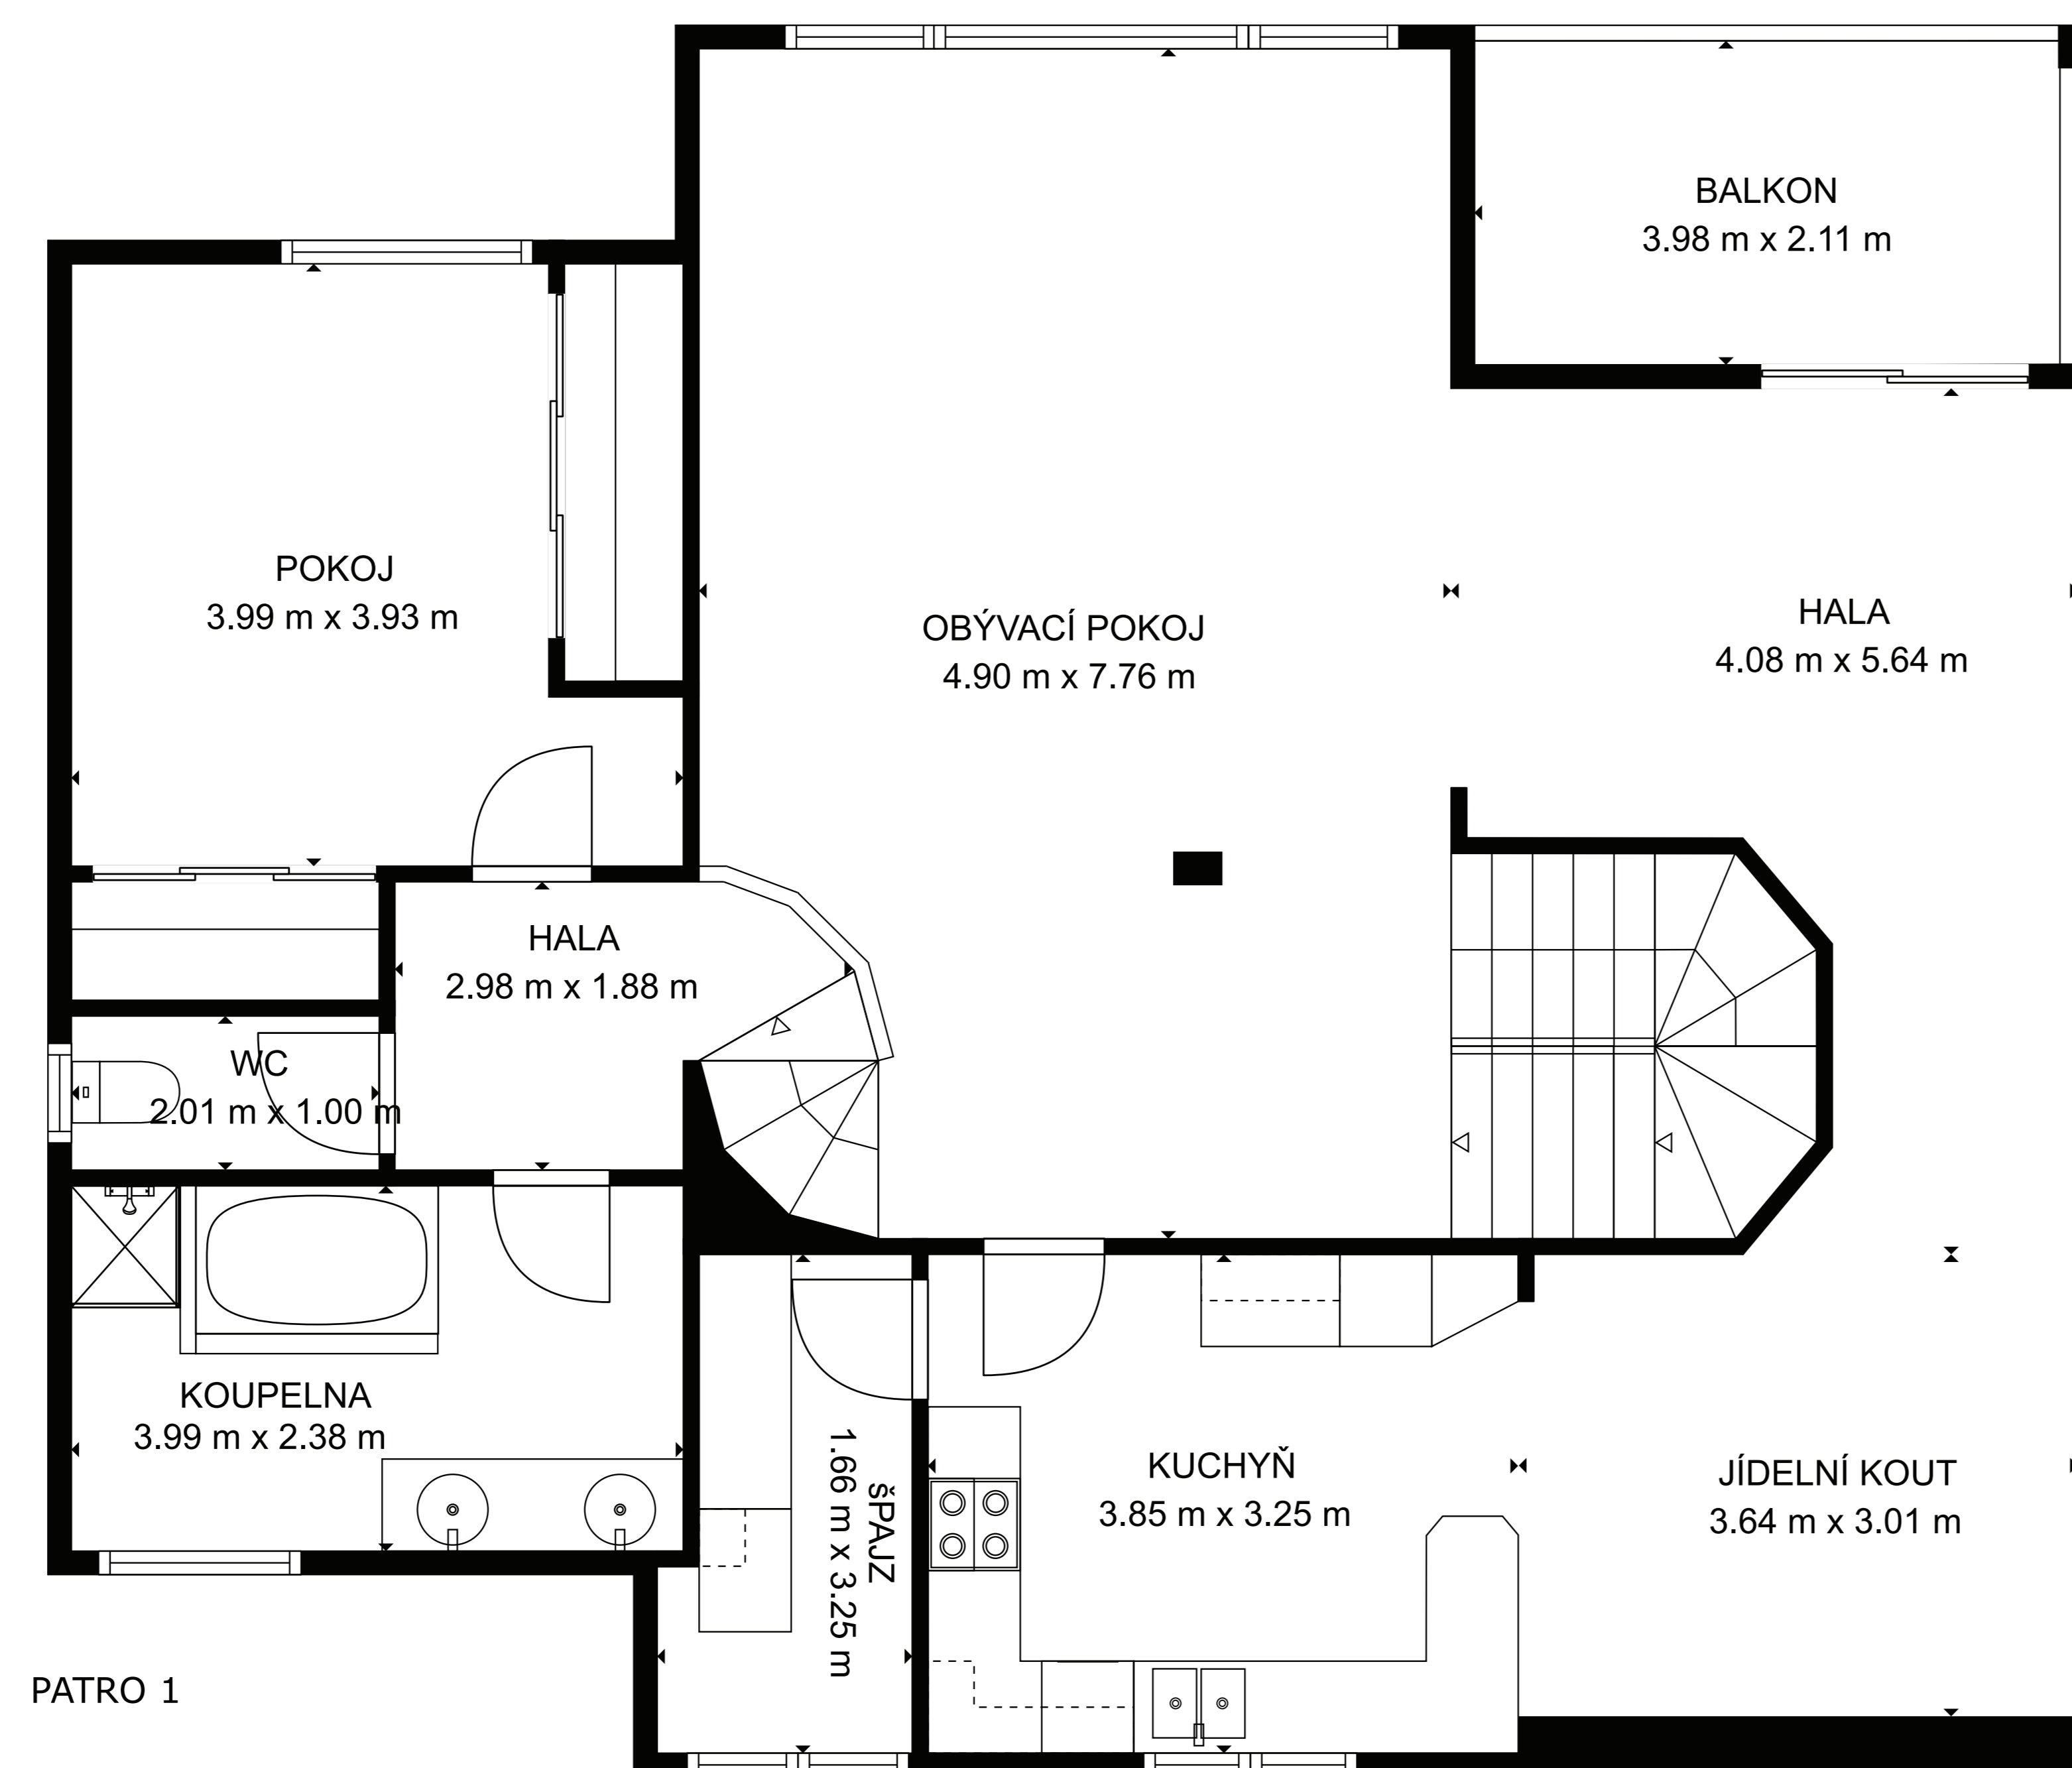 BALKON
3.98 m x 2.11 m
POKOJ
3.99 m x 3.93 m
OBÝVACÍ POKOJ
4.90 m x 7.76 m
HALA
4.08 m x 5.64 m
HALA
2.98 m x 1.88 m
WC
2.01 m x 1.00 m
KOUPELNA
3.99 m x 2.38 m
šPAJZ
1.66 m x 3.25 m
KUCHYŇ
3.85 m x 3.25 m
JÍDELNÍ KOUT
3.64 m x 3.01 m
PATRO 1